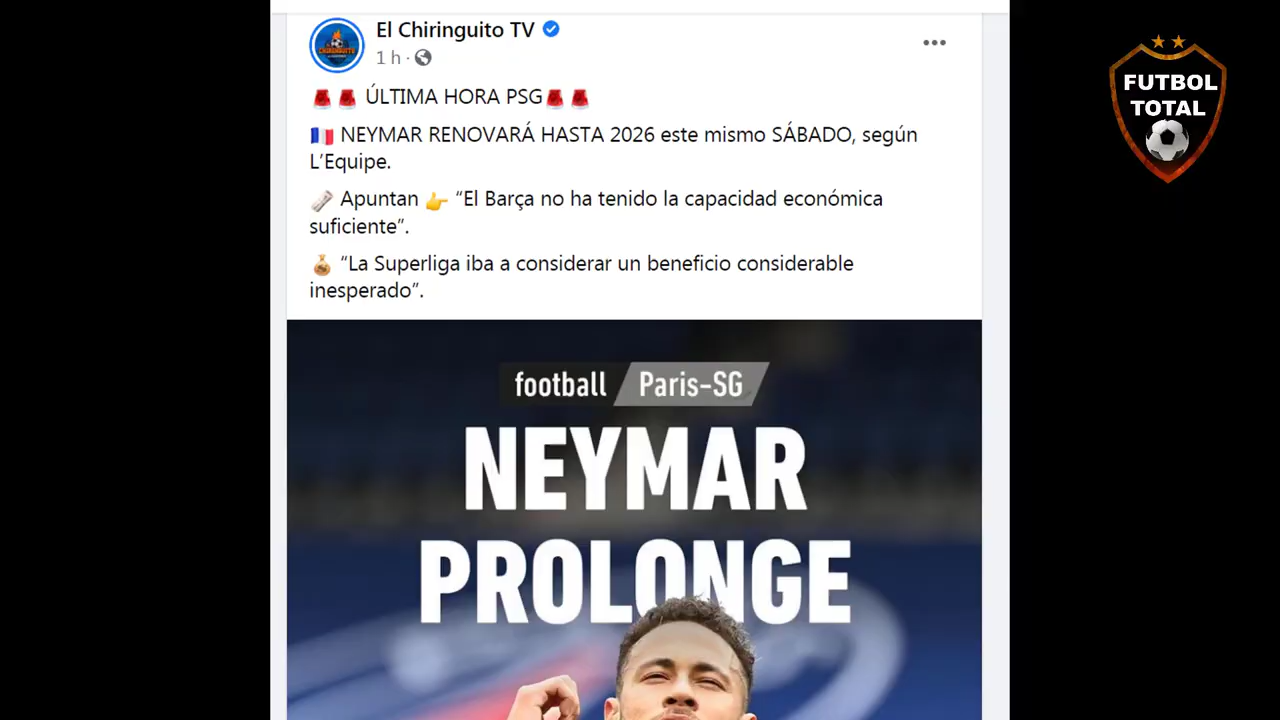 El Chiringuito TV
1 h ·
ÚLTIMA HORA PSG
NEYMAR RENOVARÁ HASTA 2026 este mismo SÁBADO, según
L’Equipe.
Apuntan “El Barça no ha tenido la capacidad económica
suficiente”.
“La Superliga iba a considerar un beneficio considerable
inesperado”.
football Paris-SG
NEYMAR
PROLONGE
FUTBOL
TOTAL